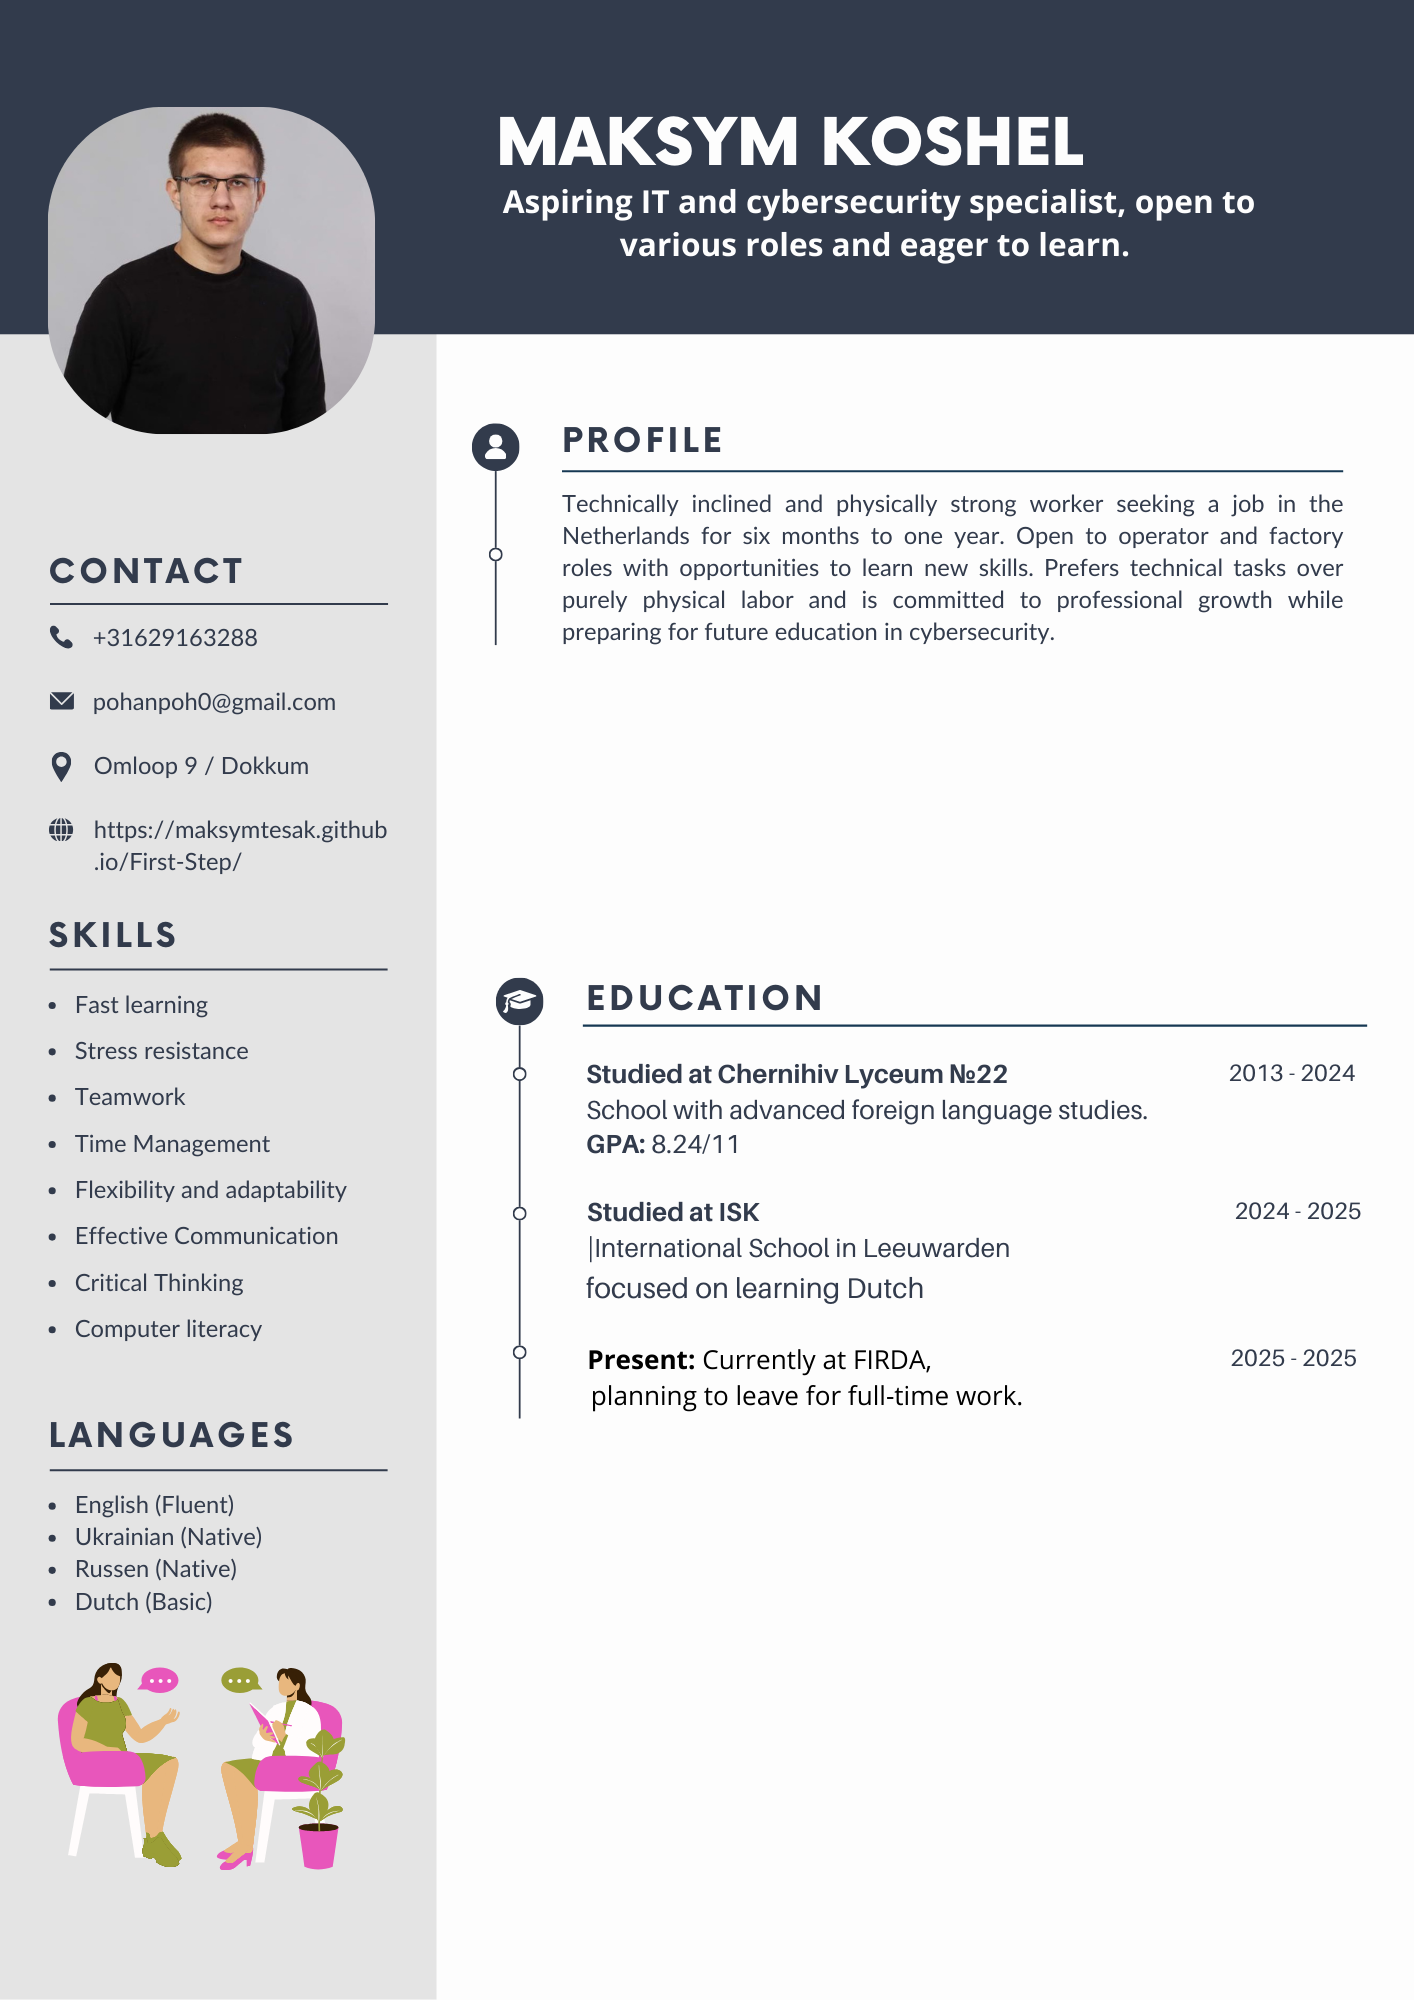 MAKSYM KOSHEL
Aspiring IT and cybersecurity specialist, open to
various roles and eager to learn.
CONTACT
+31629163288
pohanpoh0@gmail.com
Omloop 9 / Dokkum
https://maksymtesak.github
.io/First-Step/
SKILLS
• Fast learning
• Stress resistance
• Teamwork
• Time Management
• Flexibility and adaptability
• Effective Communication
• Critical Thinking
• Computer literacy
LANGUAGES
• English (Fluent)
• Ukrainian (Native)
• Russen (Native)
• Dutch (Basic)
PROFILE
Technically inclined and physically strong worker seeking a job in the
Netherlands for six months to one year. Open to operator and factory
roles with opportunities to learn new skills. Prefers technical tasks over
purely physical labor and is committed to professional growth while
preparing for future education in cybersecurity.
EDUCATION
Studied at Chernihiv Lyceum №22 2013 - 2024
School with advanced foreign language studies.
GPA: 8.24/11
Studied at ISK 2024 - 2025
|International School in Leeuwarden
focused on learning Dutch
Present: Currently at FIRDA, 2025 - 2025
planning to leave for full-time work.